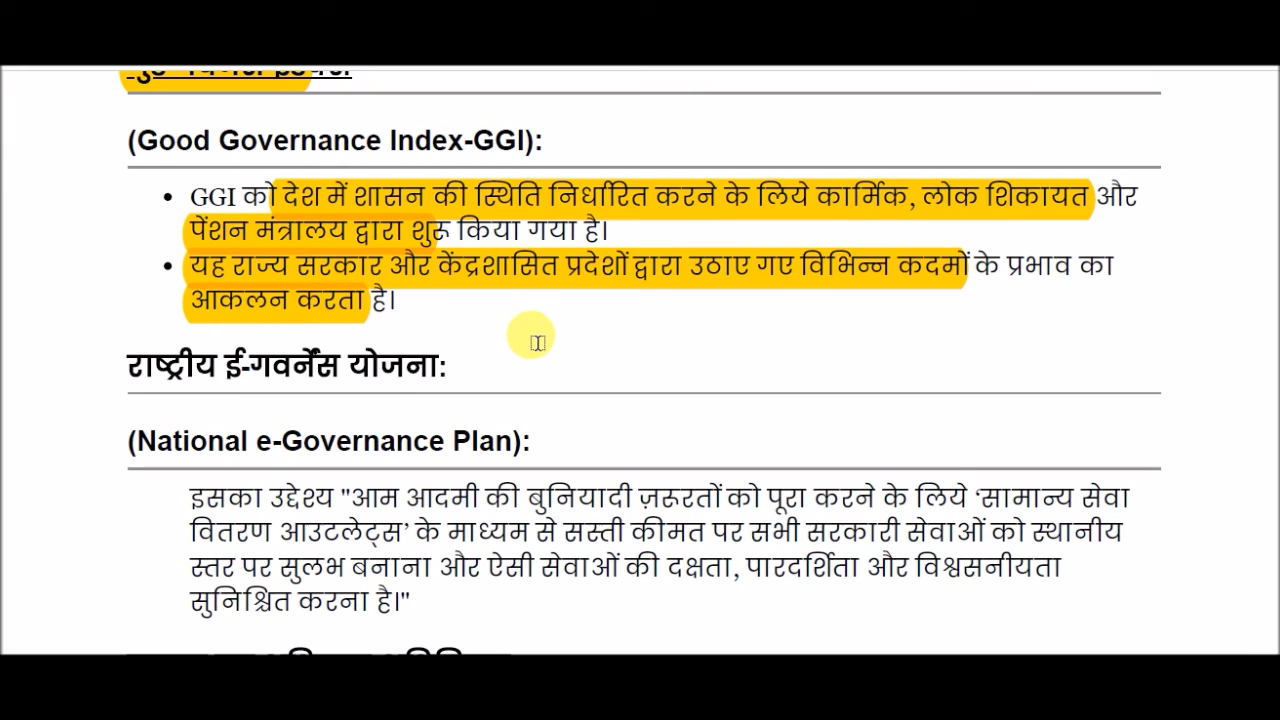 (Good Governance Index-GGI):
• GGI को देश में शासन की स्थिति निर्धारित करने के लिये कार्मिक, लोक शिकायत और
पेंशन मंत्रालय द्वारा शुरू किया गया है।
• यह राज्य सरकार और केंद्रशासित प्रदेशों द्वारा उठाए गए विभिन्न कदमों के प्रभाव का
आकलन करता है।
राष्ट्रीय ई-गवर्नेंस योजना:
(National e-Governance Plan):
इसका उद्देश्य "आम आदमी की बुनियादी ज़रूरतों को पूरा करने के लिये ‘सामान्य सेवा
वितरण आउटलेट्स’ के माध्यम से सस्ती कीमत पर सभी सरकारी सेवाओं को स्थानीय
स्तर पर सुलभ बनाना और ऐसी सेवाओं की दक्षता, पारदर्शिता और विश्वसनीयता
सुनिश्चित करना है।"